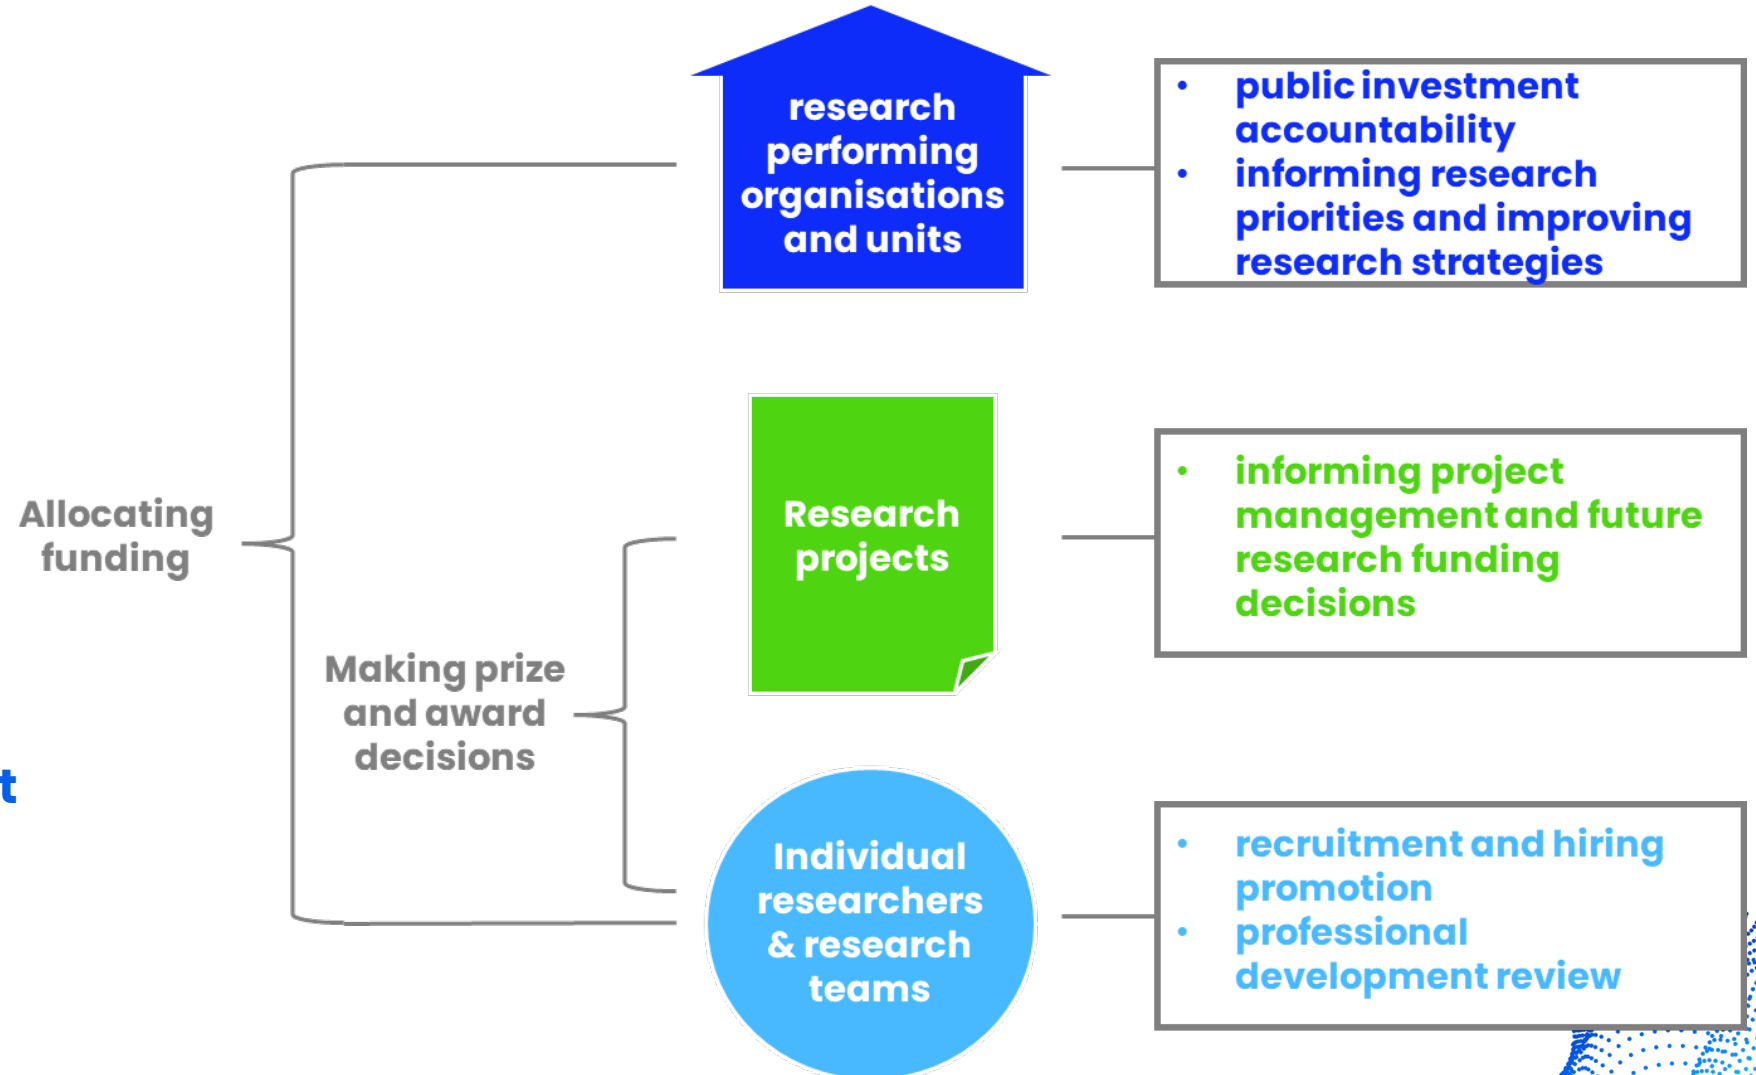 research
performing
organisations
and units
• public investment
accountability
• informing research
priorities and improving
research strategies
Allocating
funding
Making prize
and award
decisions
Research
projects
• informing project
management and future
research funding
decisions
t
Individual
researchers
& research
teams
• recruitment and hiring
promotion
• professional
development review